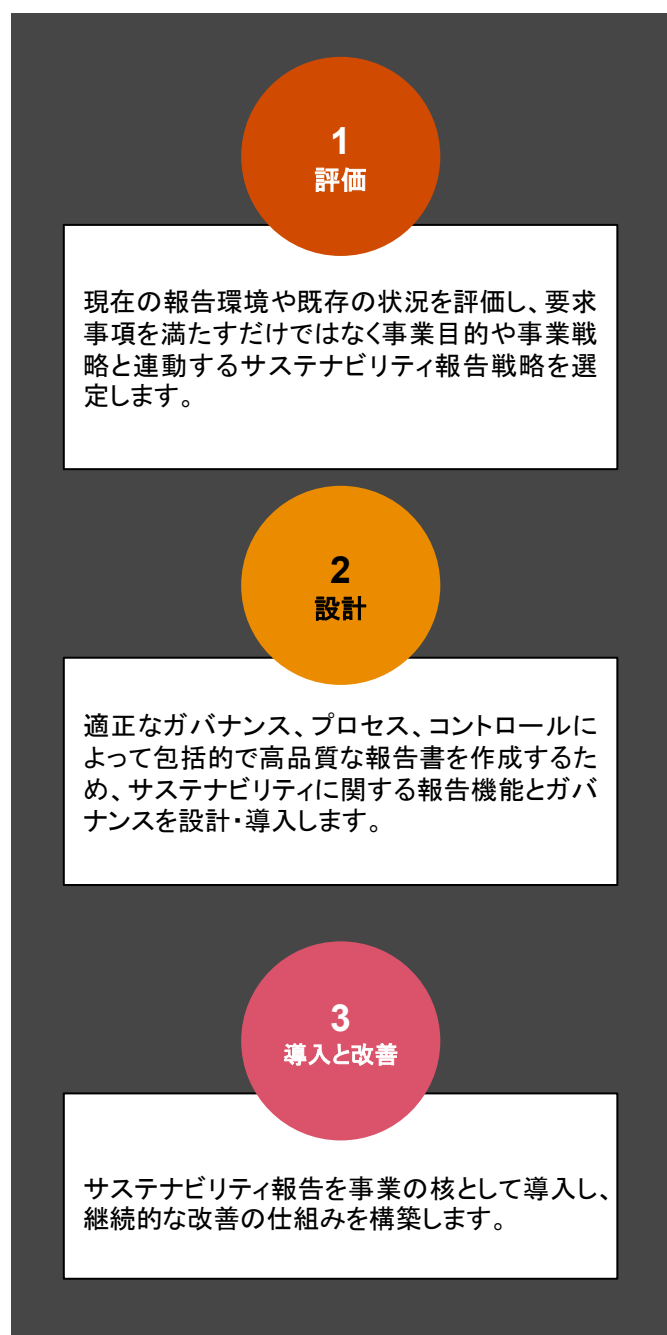 1
評価
現在の報告環境や既存の状況を評価し、要求
事項を満たすだけではなく事業目的や事業戦
略と連動するサステナビリティ報告戦略を選
定します。
2
設計
適正なガバナンス、プロセス、コントロールに
よって包括的で高品質な報告書を作成するた
め、サステナビリティに関する報告機能とガバ
ナンスを設計・導入します。
3
導入と改善
サステナビリティ報告を事業の核として導入し、
継続的な改善の仕組みを構築します。